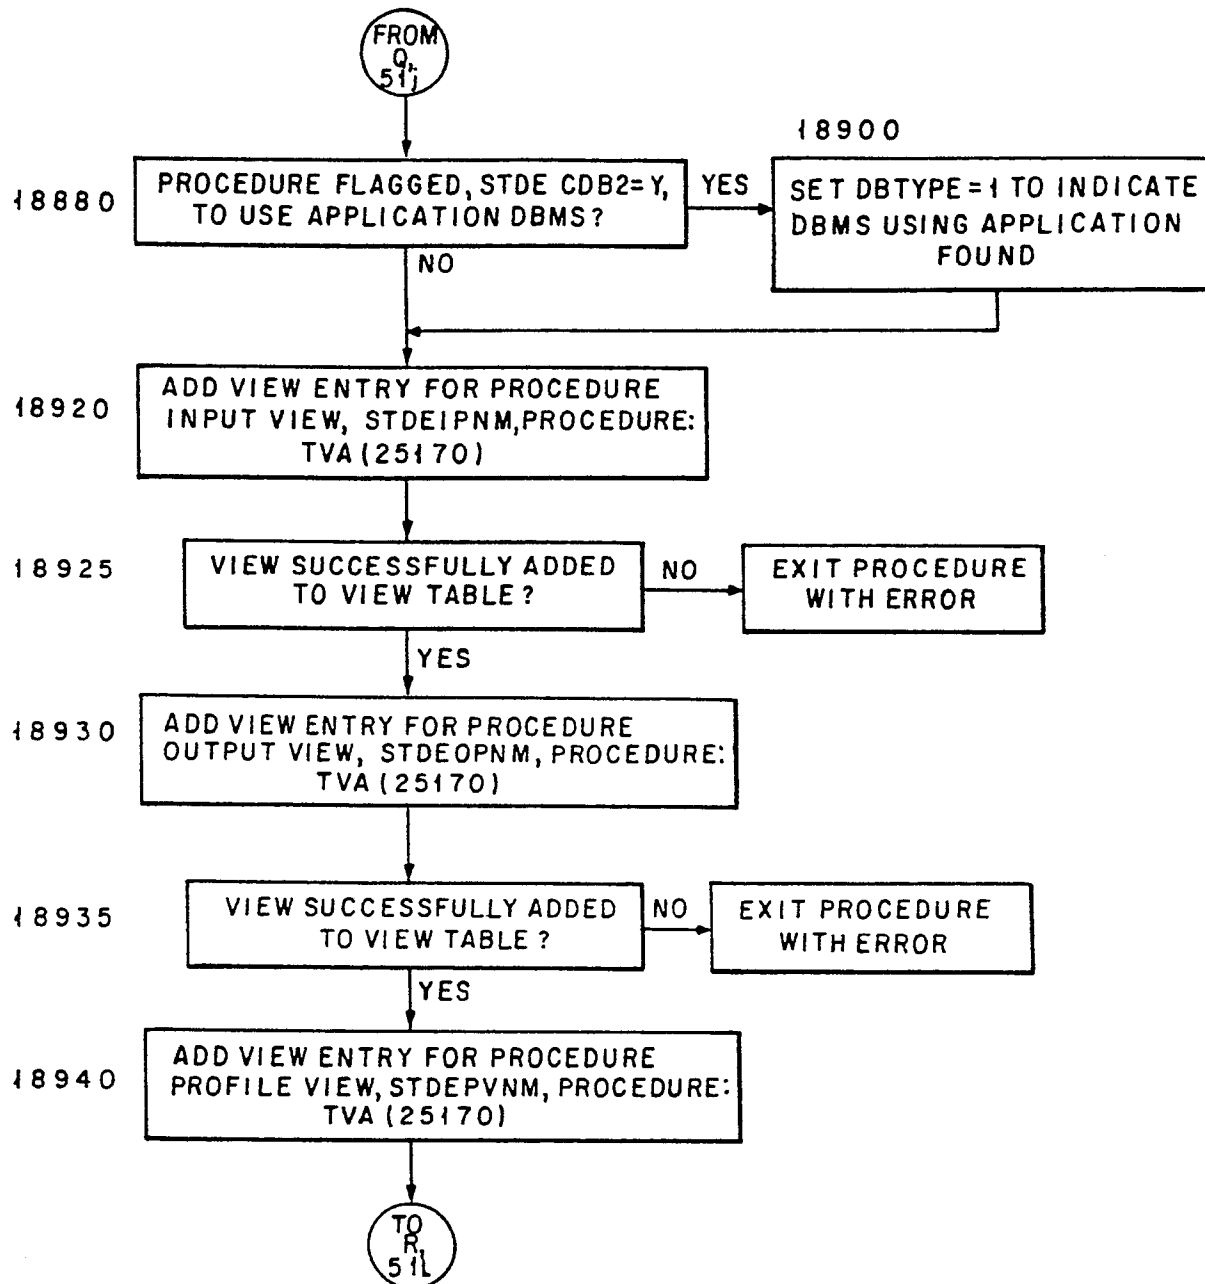 FROM
Q,
51j
18900
18880
PROCEDURE FLAGGED, STDE CDB2=Y,
TO USE APPLICATION DBMS?
YES
SET DBTYPE=1 TO INDICATE
DBMS USING APPLICATION
FOUND
NO
18920
ADD VIEW ENTRY FOR PROCEDURE
INPUT VIEW, STDEIPNM, PROCEDURE:
TVA (25170)
18925
VIEW SUCCESSFULLY ADDED
TO VIEW TABLE?
NO
EXIT PROCEDURE
WITH ERROR
YES
18930
ADD VIEW ENTRY FOR PROCEDURE
OUTPUT VIEW, STDEOPNM, PROCEDURE:
TVA (25170)
18935
VIEW SUCCESSFULLY ADDED
TO VIEW TABLE?
NO
EXIT PROCEDURE
WITH ERROR
YES
18940
ADD VIEW ENTRY FOR PROCEDURE
PROFILE VIEW, STDEPVNM, PROCEDURE:
TVA (25170)
TO
R,
51L